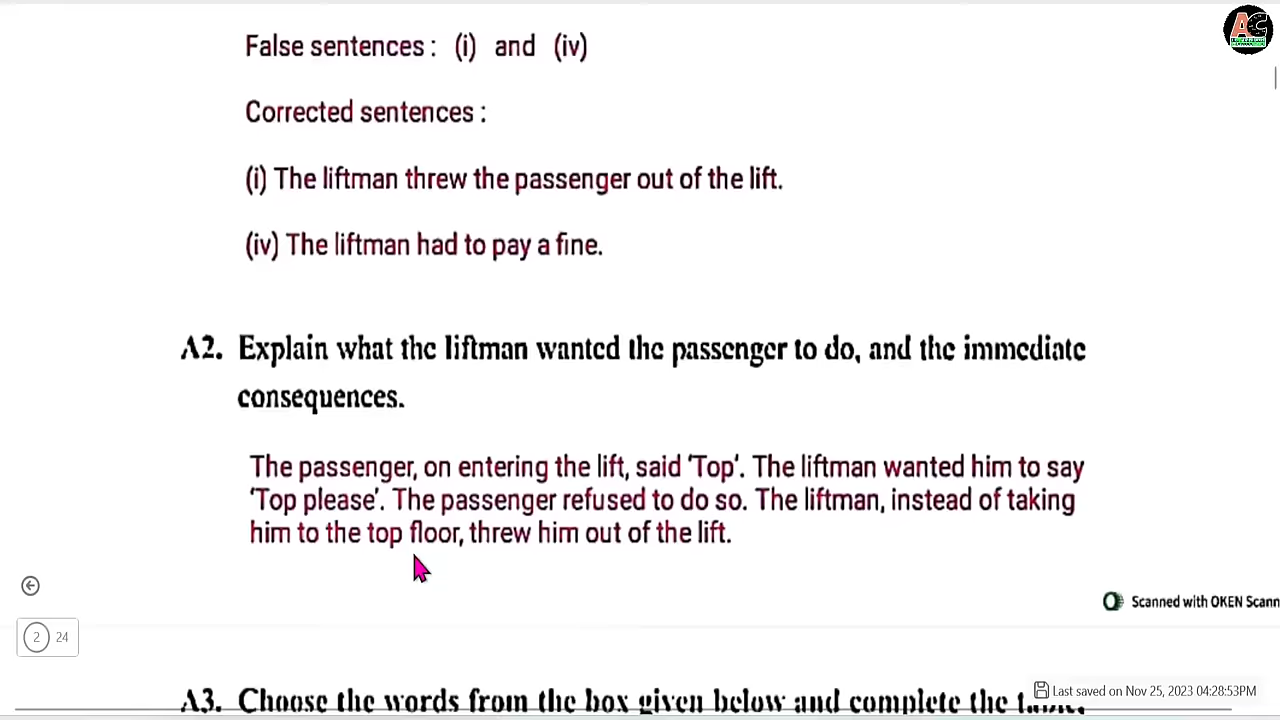 AC
False sentences : (i) and (iv)
Corrected sentences :
(i) The liftman threw the passenger out of the lift.
(iv) The liftman had to pay a fine.
A2. Explain what the liftman wanted the passenger to do, and the immediate
consequences.
The passenger, on entering the lift, said ‘Top’. The liftman wanted him to say
‘Top please’. The passenger refused to do so. The liftman, instead of taking
him to the top floor, threw him out of the lift.
Scanned with OKEN Scann
2 24
A3. Choose the words from the box given below and complete the table.
Last saved on Nov 25, 2023 04:28:53PM